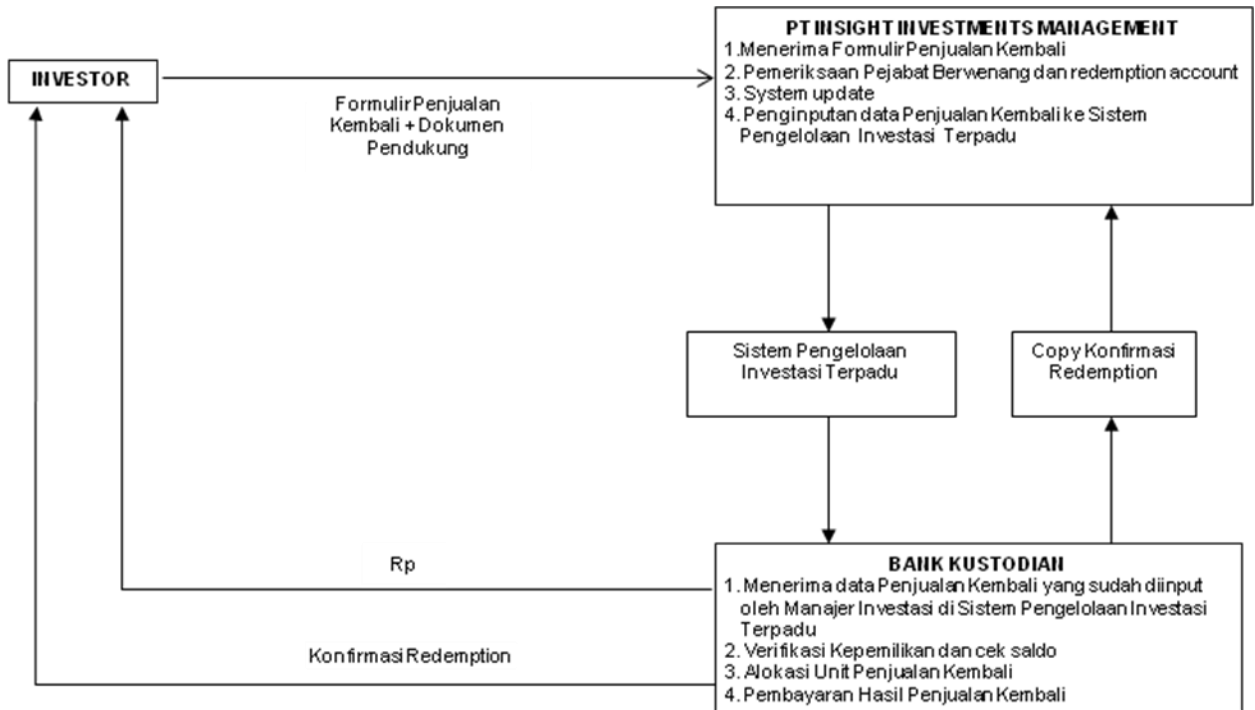 PT INSIGHT INVESTMENTS MANAGEMENT
1. Menerima Formulir Penjualan Kembali
2. Pemeriksaan Pejabat Berwenang dan redemption account
3. System update
4. Penginputan data Penjualan Kembali ke Sistem
Pengelolaan Investasi Terpadu
INVESTOR
Formulir Penjualan
Kembali + Dokumen
Pendukung
Sistem Pengelolaan
Investasi Terpadu
Copy Konfirmasi
Redemption
Rp
Konfirmasi Redemption
BANK KUSTODIAN
1. Menerima data Penjualan Kembali yang sudah diinput
oleh Manajer Investasi di Sistem Pengelolaan Investasi
Terpadu
2. Verifikasi Kepemilikan dan cek saldo
3. Alokasi Unit Penjualan Kembali
4. Pembayaran Hasil Penjualan Kembali